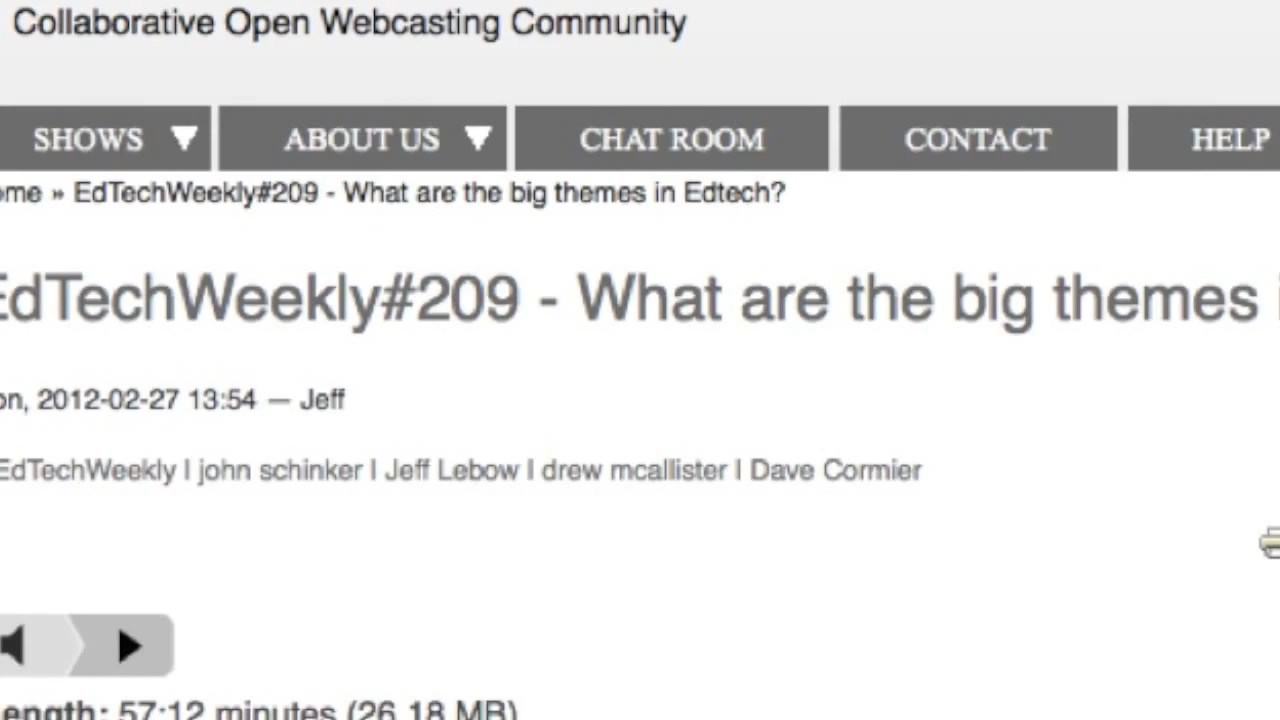 Collaborative Open Webcasting Community
SHOWS ABOUT US CHAT ROOM CONTACT HELP
ome » EdTechWeekly#209 - What are the big themes in Edtech?
EdTechWeekly#209 - What are the big themes i
on, 2012-02-27 13:54 — Jeff
EdTechWeekly | john schinker | Jeff Lebow | drew mcallister | Dave Cormier
ength: 57:12 minutes (26.18 MB)